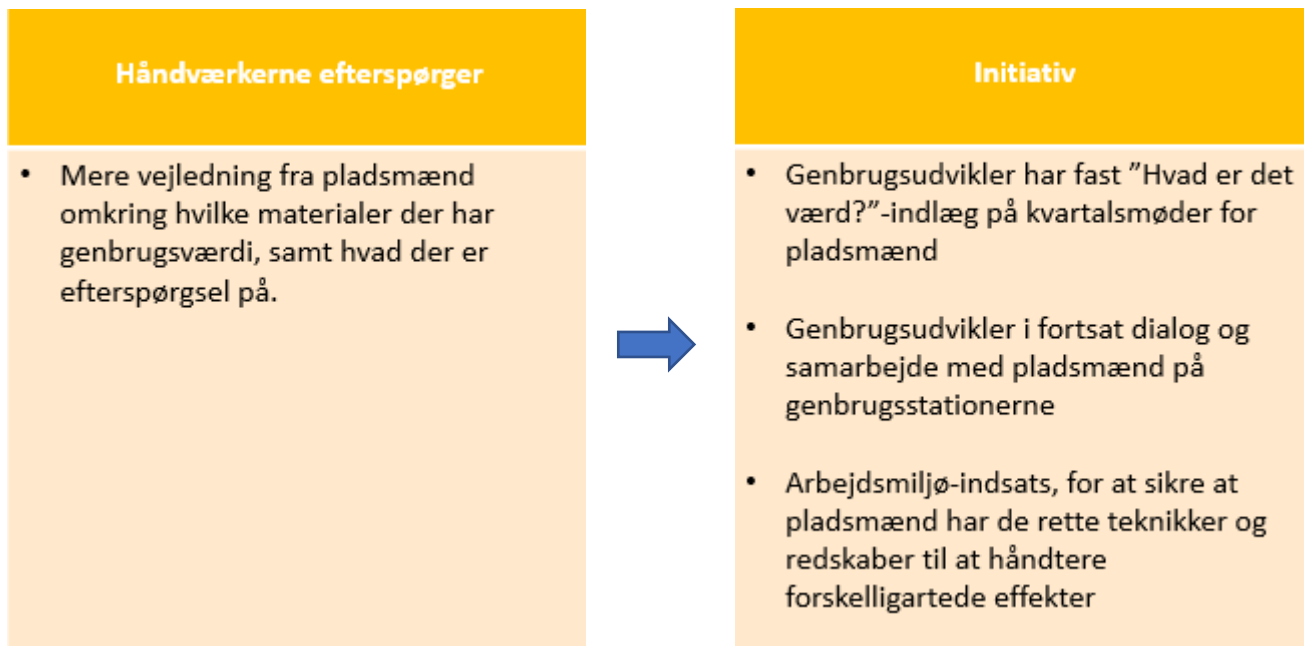 Håndværkerne efterspørger
• Mere vejledning fra pladsmænd
omkring hvilke materialer der har
genbrugsværdi, samt hvad der er
efterspørgsel på.
Initiativ
• Genbrugsudvikler har fast ”Hvad er det
værd?”-indlæg på kvartalsmøder for
pladsmænd
• Genbrugsudvikler i fortsat dialog og
samarbejde med pladsmænd på
genbrugsstationerne
• Arbejdsmiljø-indsats, for at sikre at
pladsmænd har de rette teknikker og
redskaber til at håndtere
forskelligartede effekter